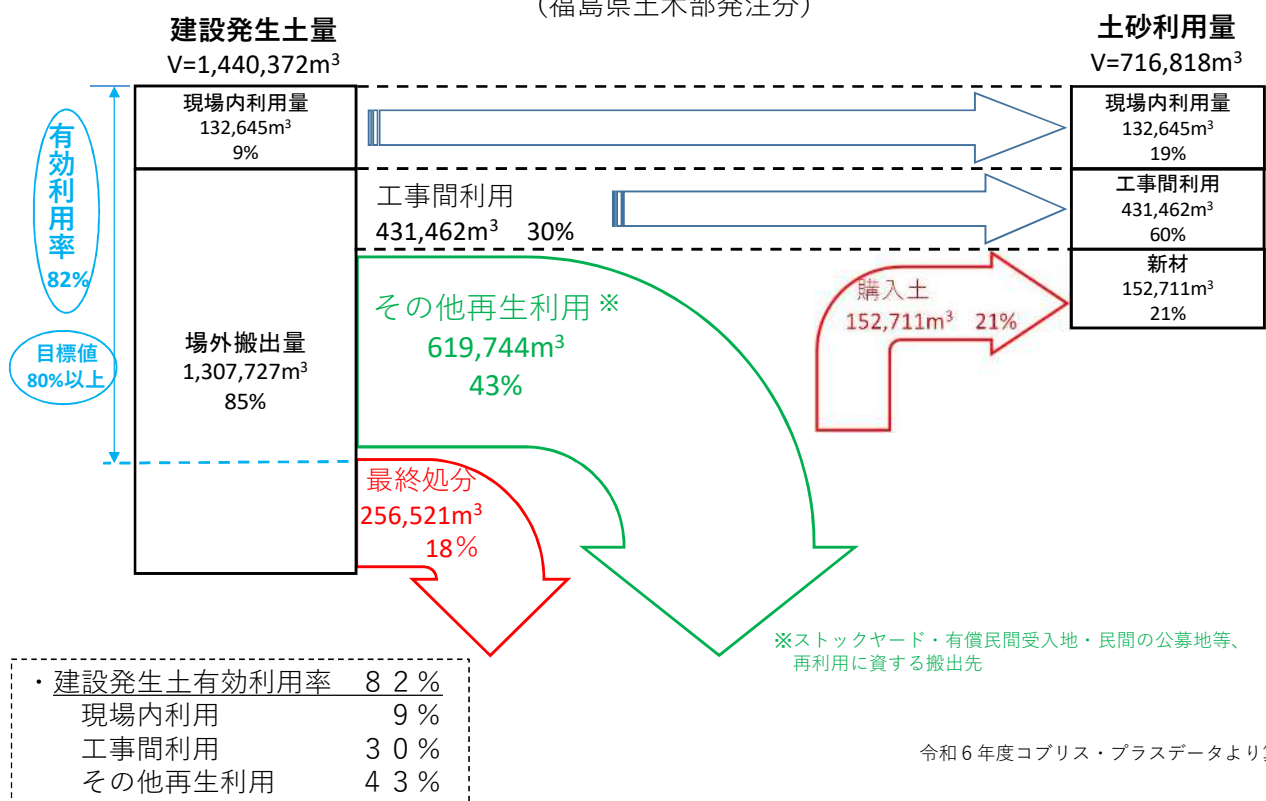 （福島県土木部発注分）
建設発生土量
V=1,440,372m³
土砂利用量
V=716,818m³
現場内利用量
132,645m³
9%
現場内利用量
132,645m³
19%
有効利用率
82%
目標値
80%以上
場外搬出量
1,307,727m³
85%
工事間利用
431,462m³ 30%
工事間利用
431,462m³
60%
新材
152,711m³
21%
購入土
152,711m³ 21%
その他再生利用※
619,744m³
43%
最終処分
256,521m³
18％
※ストックヤード・有償民間受入地・民間の公募地等、
再利用に資する搬出先
・建設発生土有効利用率 ８２％
現場内利用 ９％
工事間利用 ３０％
その他再生利用 ４３％
令和６年度コブリス・プラスデータより